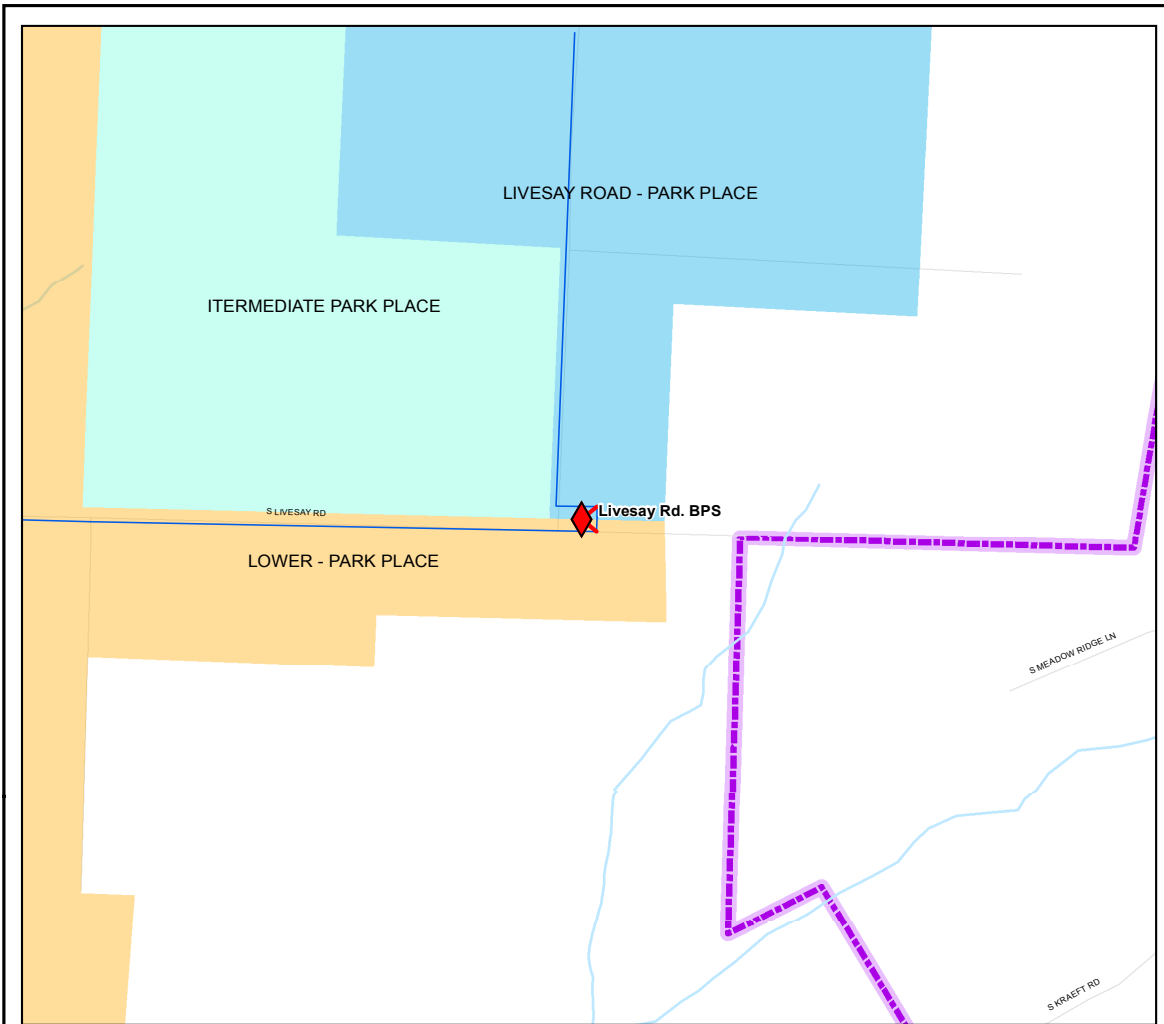 LIVESAY ROAD - PARK PLACE
ITERMEDIATE PARK PLACE
S LIVESAY RD
Livesay Rd. BPS
LOWER - PARK PLACE
S MEADOW RIDGE LN
S KRAEFT RD